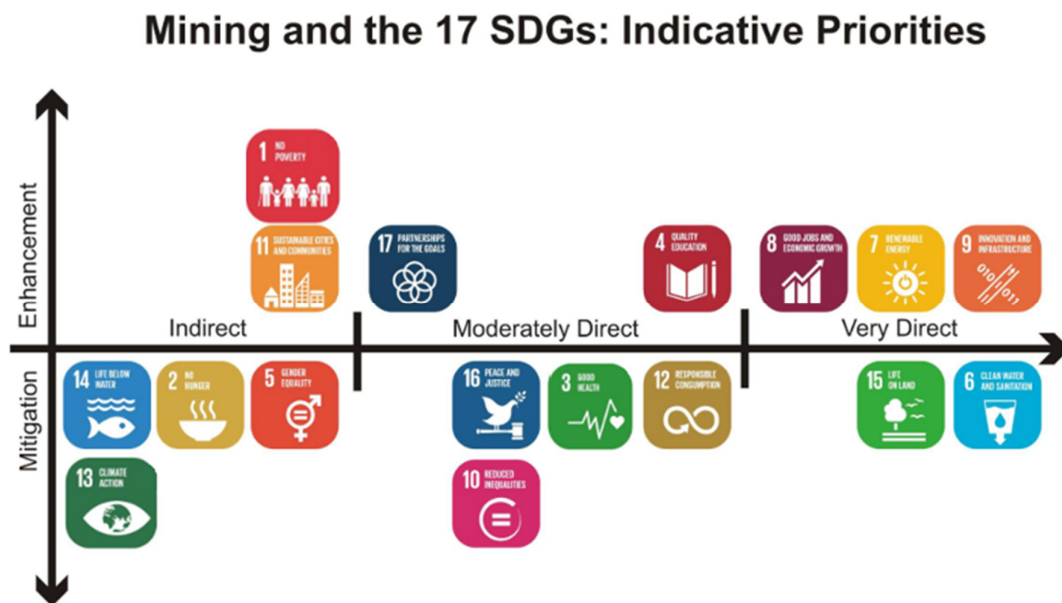 Mining and the 17 SDGs: Indicative Priorities
Enhancement
1 NO
POVERTY
11 SUSTAINABLE CITIES
AND COMMUNITIES
17 PARTNERSHIPS
FOR THE GOALS
4 QUALITY
EDUCATION
8 GOOD JOBS AND
ECONOMIC GROWTH
7 RENEWABLE
ENERGY
9 INNOVATION AND
INFRASTRUCTURE
010
011
Indirect
Moderately Direct
Very Direct
Mitigation
14 LIFE BELOW
WATER
2 NO
HUNGER
5 GENDER
EQUALITY
16 PEACE AND
JUSTICE
3 GOOD
HEALTH
12 RESPONSIBLE
CONSUMPTION
15 LIFE
ON LAND
6 CLEAN WATER
AND SANITATION
13 CLIMATE
ACTION
10 REDUCED
INEQUALITIES